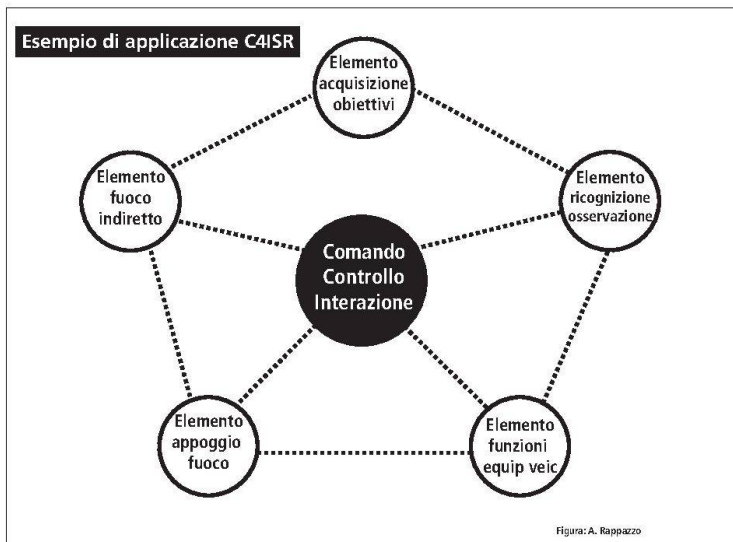 Esempio di applicazione C4ISR
Elemento
acquisizione
obiettivi
Elemento
fuoco
indiretto
Elemento
ricognizione
osservazione
Comando
Controllo
Interazione
Elemento
appoggio
fuoco
Elemento
funzioni
equip veic
Figura: A. Rappazzo